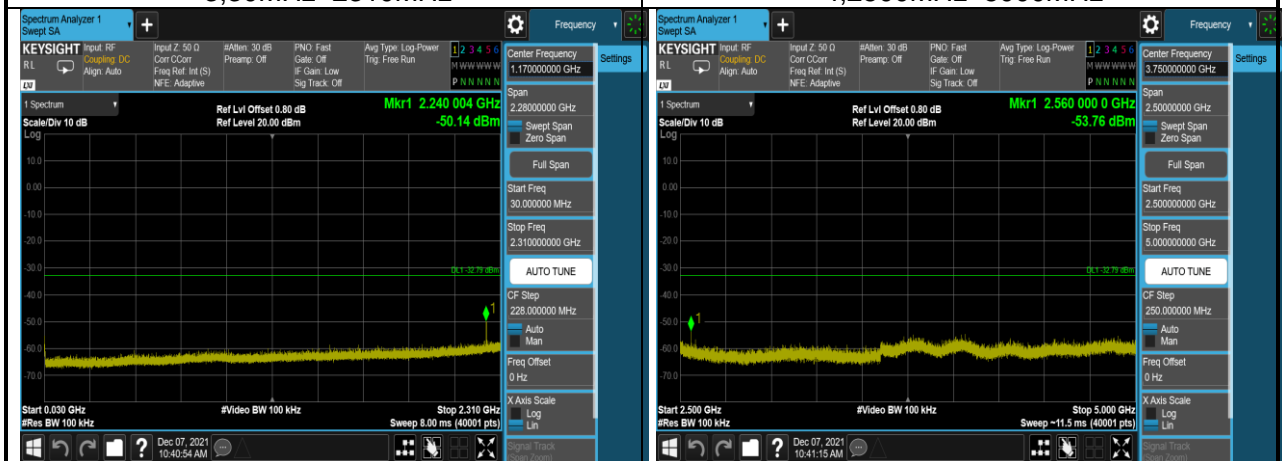 Spectrum Analyzer 1
Swept SA
+
Frequency
KEYSIGHT
RL
LXI
Input: RF
Coupling: DC
Align: Auto
Input Z: 50 Ω
Corr CCorr
Freq Ref: Int (S)
NFE: Adaptive
#Atten: 30 dB
Preamp: Off
PNO: Fast
Gate: Off
IF Gain: Low
Sig Track: Off
Avg Type: Log-Power
Trig: Free Run
1 2 3 4 5 6
M W W W W W
P N N N N N
1 Spectrum
Scale/Div 10 dB
Log
Ref Lvl Offset 0.80 dB
Ref Level 20.00 dBm
Mkr1 2.240 004 GHz
-50.14 dBm
10.0
0.00
-10.0
-20.0
-30.0
-40.0
-50.0
-60.0
-70.0
DL1 -32.79 dBm
1
Start 0.030 GHz
#Res BW 100 kHz
#Video BW 100 kHz
Stop 2.310 GHz
Sweep 8.00 ms (40001 pts)
Dec 07, 2021
10:40:54 AM
Center Frequency
1.170000000 GHz
Settings
Span
2.28000000 GHz
Swept Span
Zero Span
Full Span
Start Freq
30.000000 MHz
Stop Freq
2.310000000 GHz
AUTO TUNE
CF Step
228.000000 MHz
Auto
Man
Freq Offset
0 Hz
X Axis Scale
Log
Lin
Signal Track
(Span Zoom)
Spectrum Analyzer 1
Swept SA
+
Frequency
KEYSIGHT
RL
LXI
Input: RF
Coupling: DC
Align: Auto
Input Z: 50 Ω
Corr CCorr
Freq Ref: Int (S)
NFE: Adaptive
#Atten: 30 dB
Preamp: Off
PNO: Fast
Gate: Off
IF Gain: Low
Sig Track: Off
Avg Type: Log-Power
Trig: Free Run
1 2 3 4 5 6
M W W W W W
P N N N N N
1 Spectrum
Scale/Div 10 dB
Log
Ref Lvl Offset 0.80 dB
Ref Level 20.00 dBm
Mkr1 2.560 000 0 GHz
-53.76 dBm
10.0
0.00
-10.0
-20.0
-30.0
-40.0
-50.0
-60.0
-70.0
DL1 -32.79 dBm
1
Start 2.500 GHz
#Res BW 100 kHz
#Video BW 100 kHz
Stop 5.000 GHz
Sweep ~11.5 ms (40001 pts)
Dec 07, 2021
10:41:15 AM
Center Frequency
3.750000000 GHz
Settings
Span
2.50000000 GHz
Swept Span
Zero Span
Full Span
Start Freq
2.500000000 GHz
Stop Freq
5.000000000 GHz
AUTO TUNE
CF Step
250.000000 MHz
Auto
Man
Freq Offset
0 Hz
X Axis Scale
Log
Lin
Signal Track
(Span Zoom)